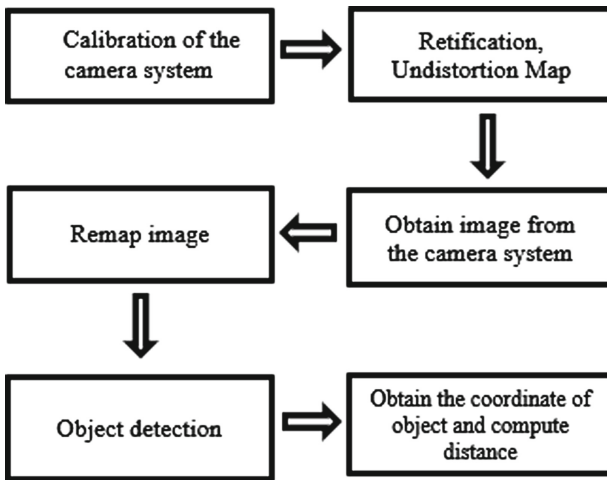 Calibration of the
camera system
Retification,
Undistortion Map
Obtain image from
the camera system
Remap image
Object detection
Obtain the coordinate of
object and compute
distance